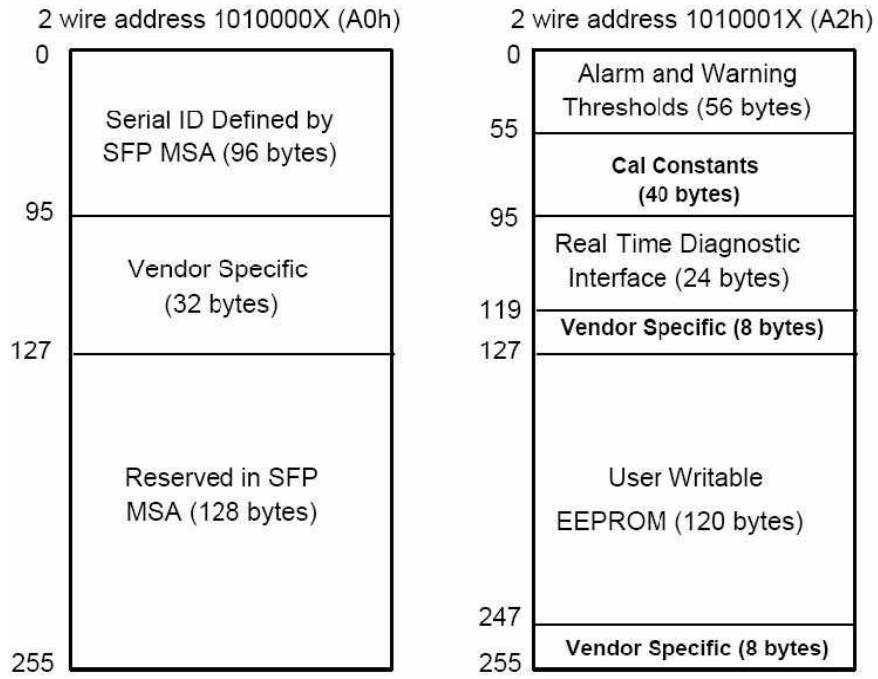 2 wire address 1010000X (A0h)
0
Serial ID Defined by
SFP MSA (96 bytes)
95
Vendor Specific
(32 bytes)
127
Reserved in SFP
MSA (128 bytes)
255
2 wire address 1010001X (A2h)
0
Alarm and Warning
Thresholds (56 bytes)
55
Cal Constants
(40 bytes)
95
Real Time Diagnostic
Interface (24 bytes)
119
Vendor Specific (8 bytes)
127
User Writable
EEPROM (120 bytes)
247
Vendor Specific (8 bytes)
255